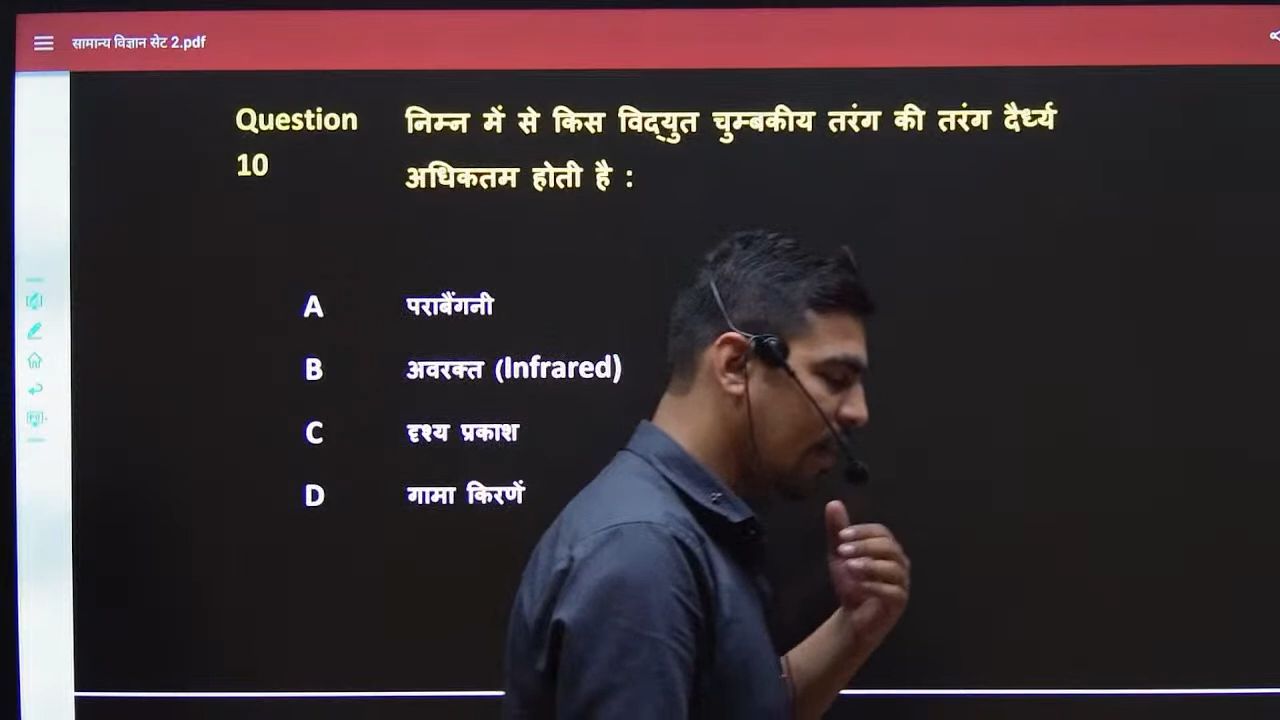 सामान्य विज्ञान सेट 2.pdf
Question 10
निम्न में से किस विद्युत चुम्बकीय तरंग की तरंग दैर्ध्य
अधिकतम होती है :
A पराबैंगनी
B अवरक्त (Infrared)
C दृश्य प्रकाश
D गामा किरणें